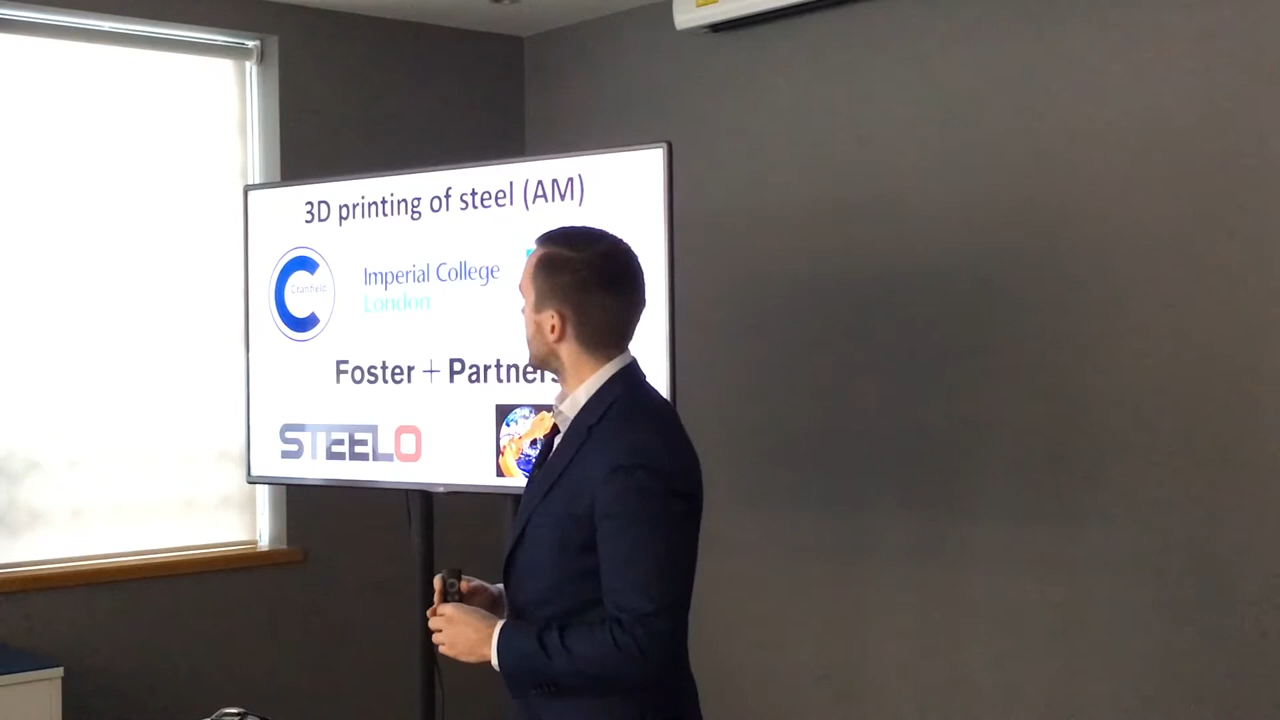 3D printing of steel (AM)
Cranfield
Imperial College
London
Foster + Partners
STEELO